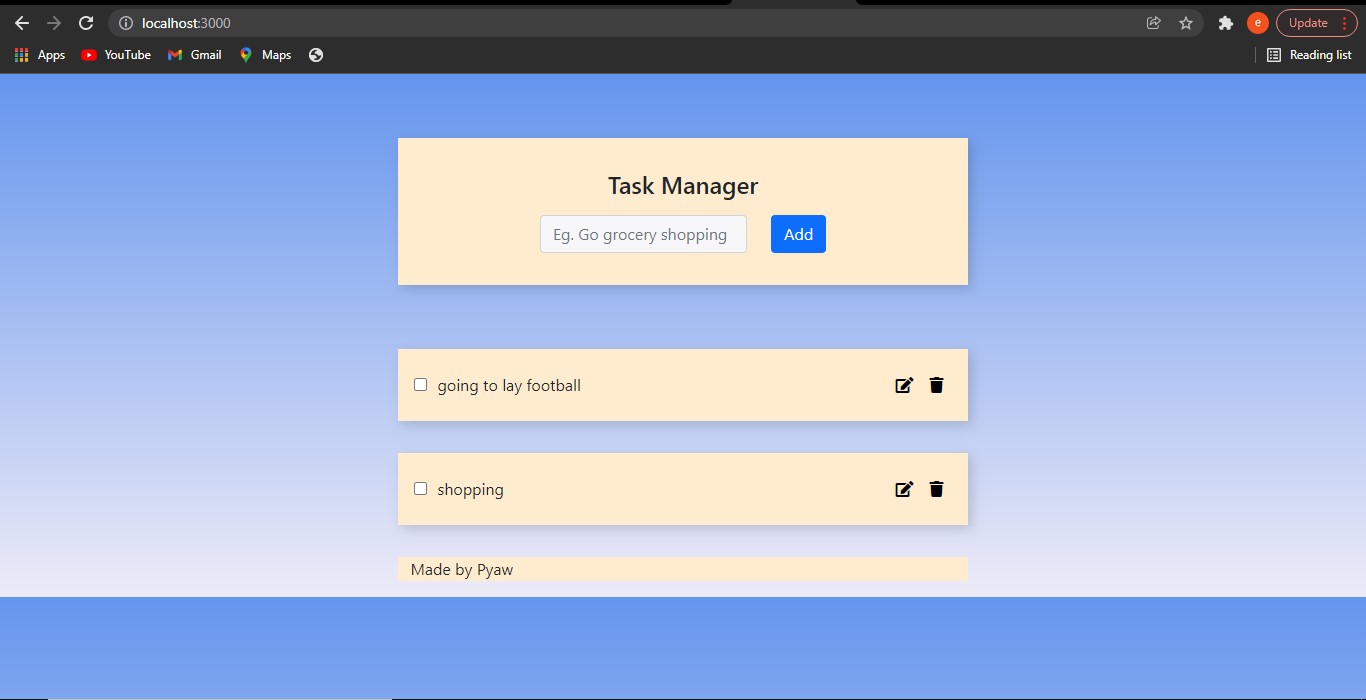 localhost:3000
e
Update
Apps YouTube Gmail Maps Reading list
Task Manager
Eg. Go grocery shopping Add
going to lay football
shopping
Made by Pyaw